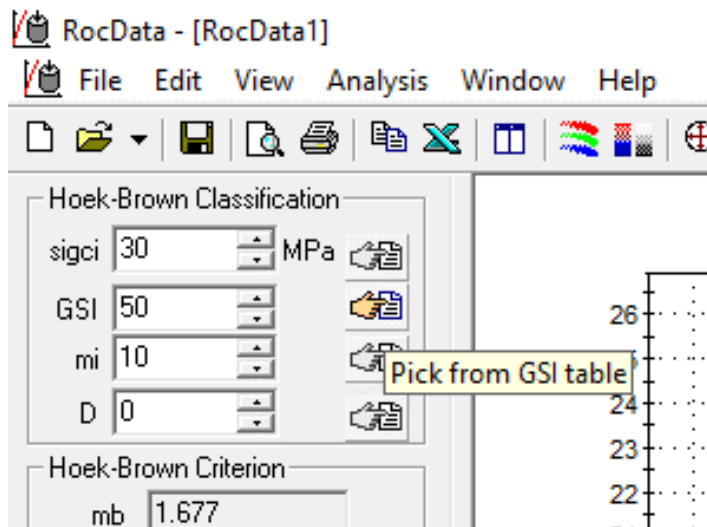 RocData - [RocData1]
File Edit View Analysis Window Help
Hoek-Brown Classification
sigci 30 MPa
GSI 50
mi 10
Pick from GSI table
D 0
Hoek-Brown Criterion
mb 1.677
26
24
23
22